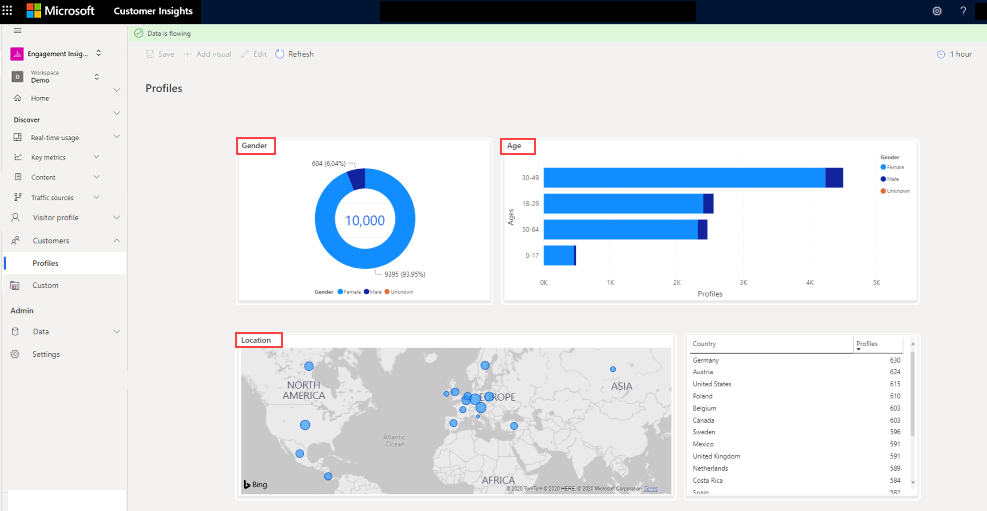 Microsoft Customer Insights ?
Data is flowing
Save Add visual Edit Refresh 1 hour
Engagement Insig...
D Workspace
Demo
Home
Discover
Real-time usage
Key metrics
Content
Traffic sources
Visitor profile
Customers
Profiles
Custom
Admin
Data
Settings
Profiles
Gender
604 (6.04%)
10,000
9395 (93.95%)
Gender Female Male Unknown
Age
Gender
Female
Male
Unknown
Ages
30-49
18-29
50-64
0-17
0K 1K 2K 3K 4K 5K
Profiles
Location
NORTH
AMERICA
EUROPE
ASIA
Atlantic
Ocean
AFRICA
Bing
© 2020 TomTom © 2020 HERE, © 2020 Microsoft Corporation Terms
Country Profiles
Germany 630
Austria 624
United States 615
Poland 610
Belgium 603
Canada 603
Sweden 596
Mexico 591
United Kingdom 591
Netherlands 589
Costa Rica 584
Spain 582